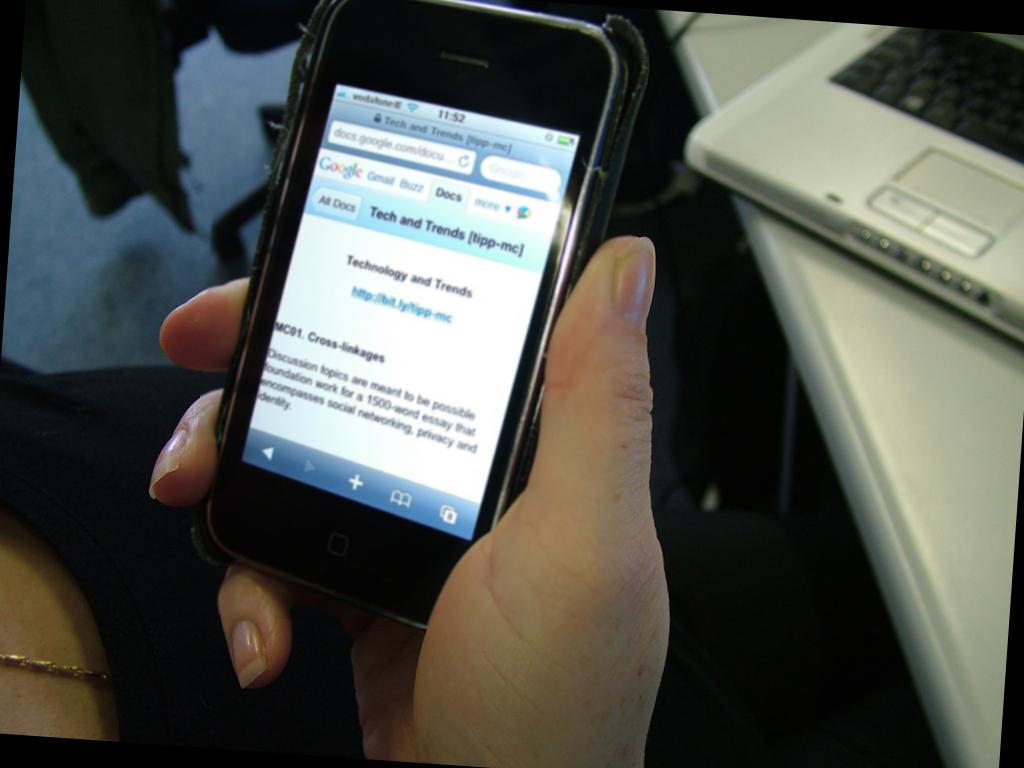 vodafone IE 11:52
Tech and Trends [tipp-mc]
docs.google.com/docu... Google
Google Gmail Buzz Docs more ▼
All Docs Tech and Trends [tipp-mc]
Technology and Trends
http://bit.ly/tipp-mc
MC01. Cross-linkages
Discussion topics are meant to be possible
foundation work for a 1500-word essay that
encompasses social networking, privacy and
identity.